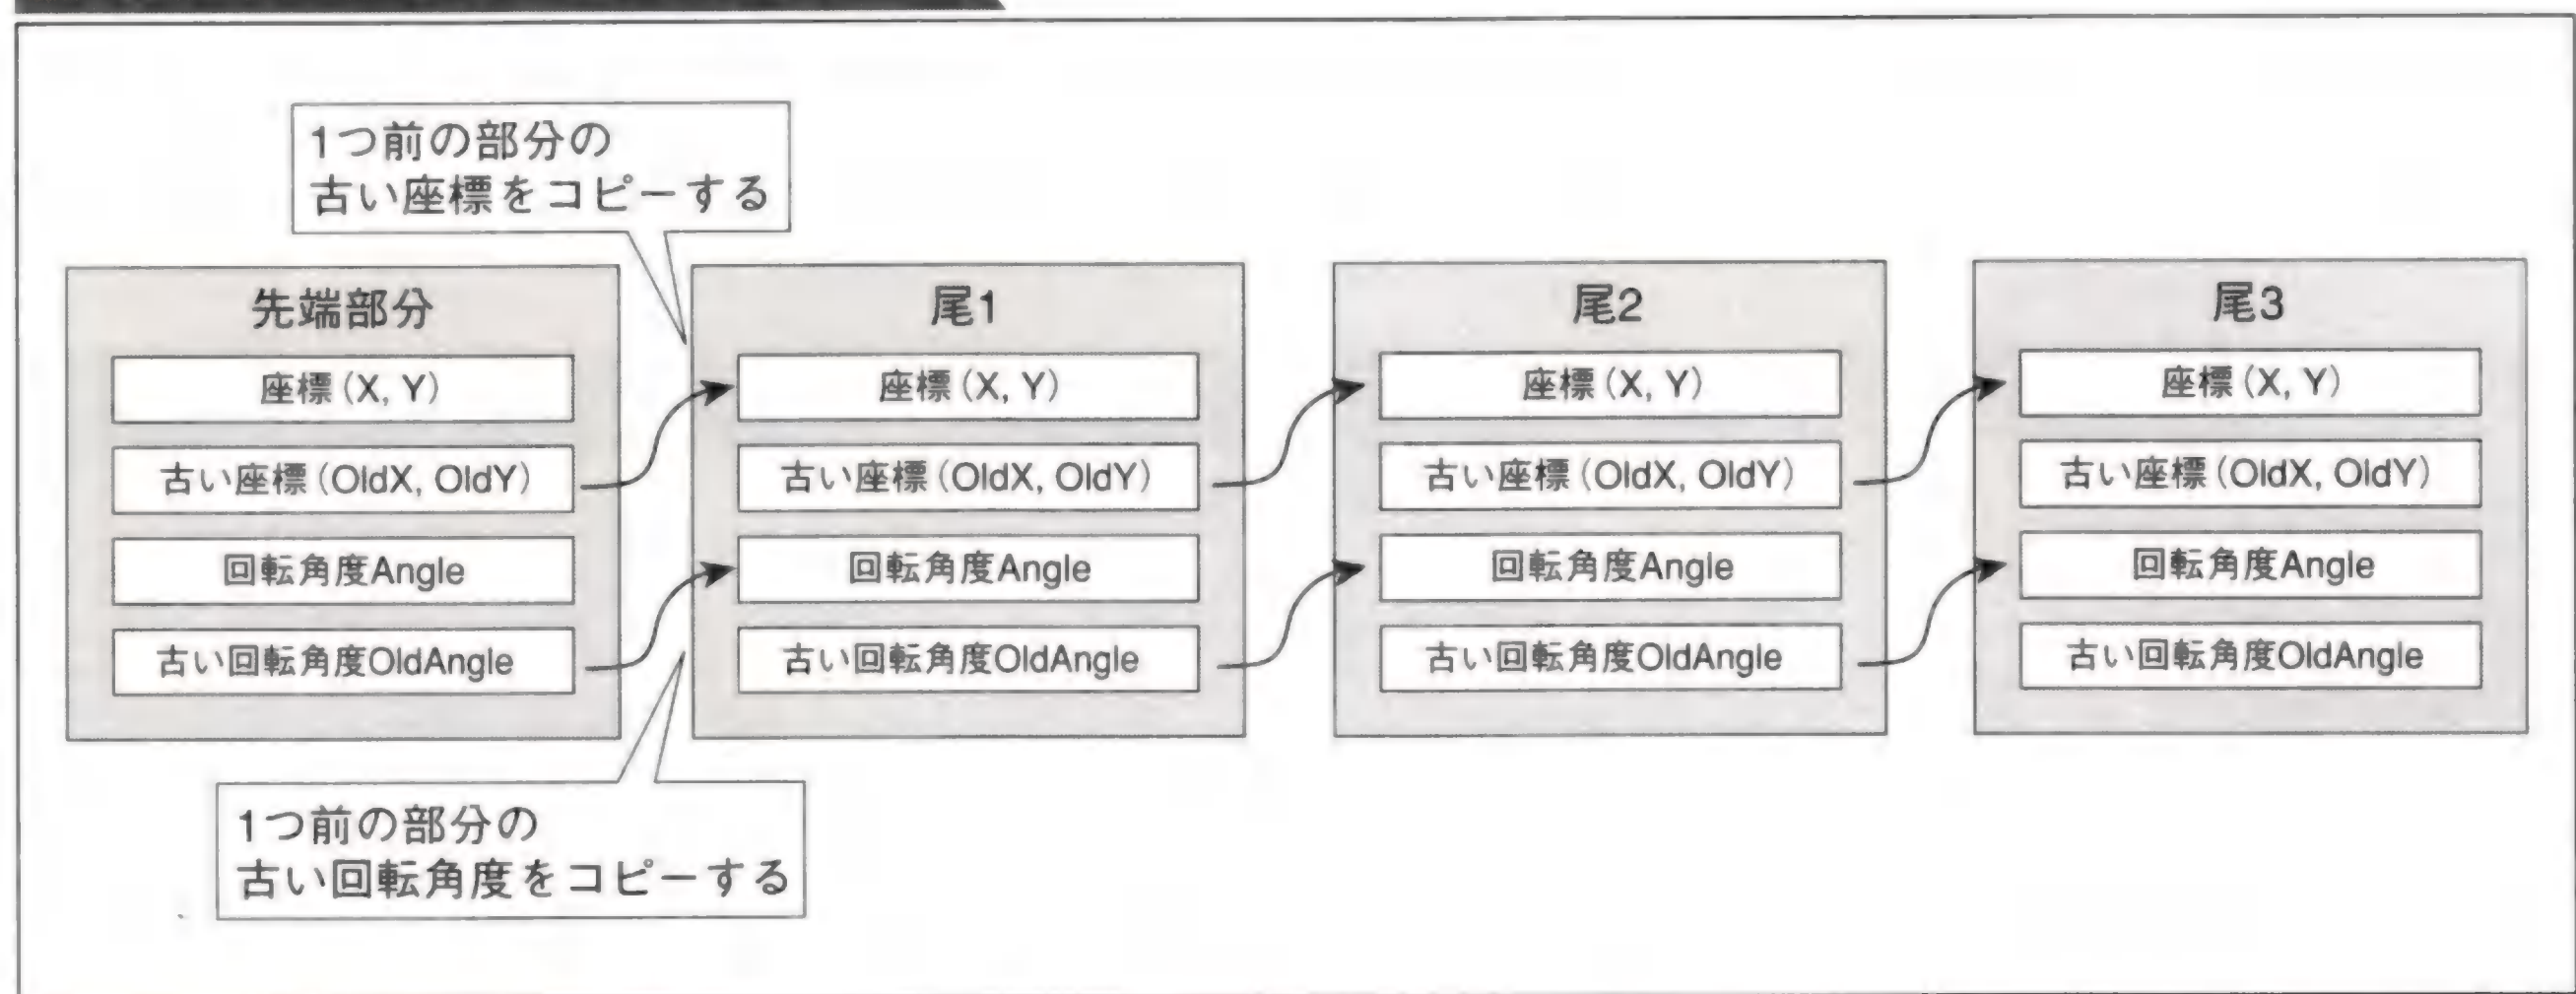 1つ前の部分の
古い座標をコピーする
先端部分
座標(X, Y)
古い座標(OldX, OldY)
回転角度Angle
古い回転角度OldAngle
尾1
座標(X, Y)
古い座標(OldX, OldY)
回転角度Angle
古い回転角度OldAngle
尾2
座標(X, Y)
古い座標(OldX, OldY)
回転角度Angle
古い回転角度OldAngle
尾3
座標(X, Y)
古い座標(OldX, OldY)
回転角度Angle
古い回転角度OldAngle
1つ前の部分の
古い回転角度をコピーする